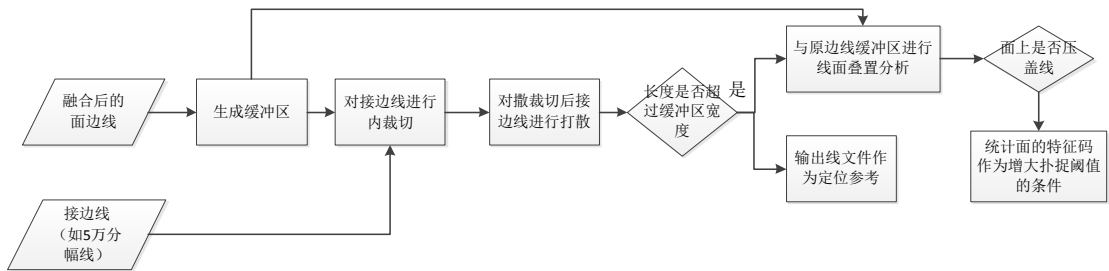 融合后的
面边线
生成缓冲区
对接边线进行
内裁切
对撒裁切后接
边线进行打散
长度是否超
过缓冲区宽
度
是
与原边线缓冲区进行
线面叠置分析
面上是否压
盖线
输出线文件作
为定位参考
统计面的特征码
作为增大扑捉阈值
的条件
接边线
（如5万分
幅线）